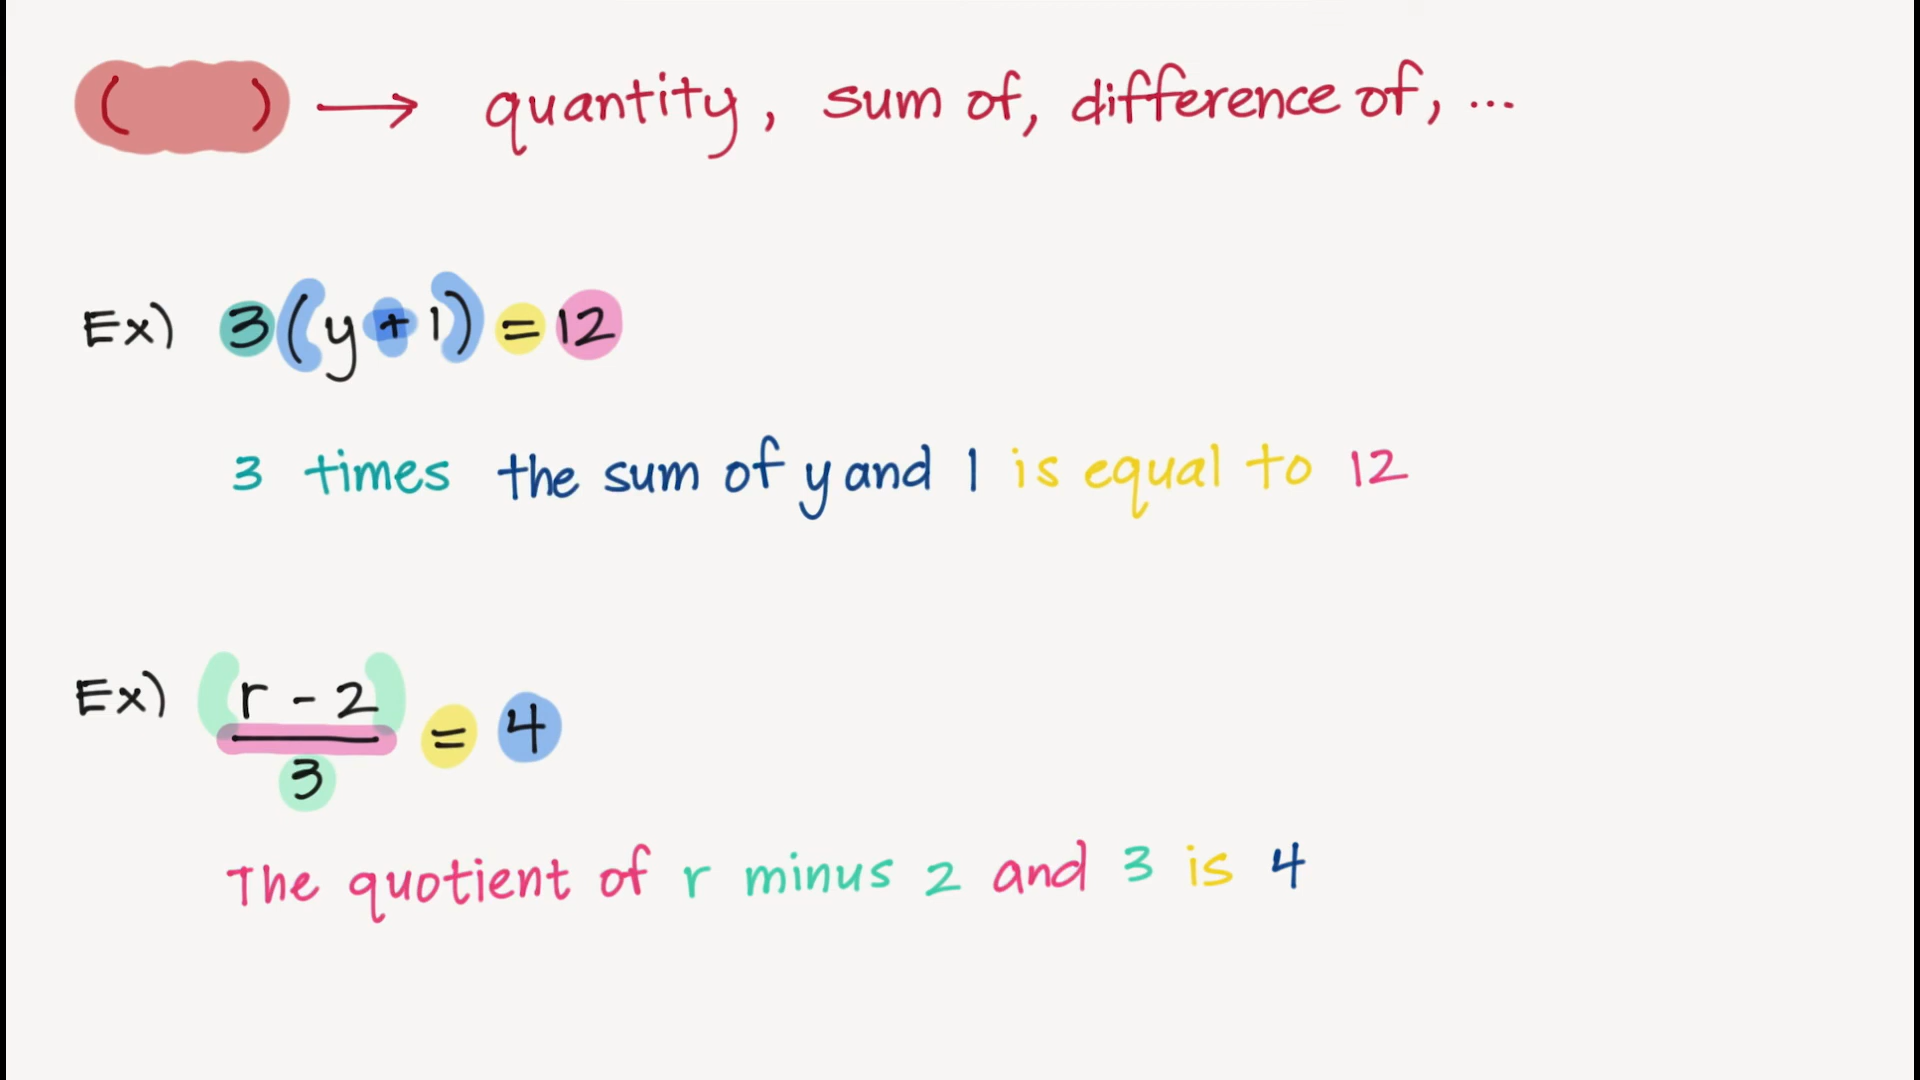 ( ) → quantity, sum of, difference of, ...
Ex) 3(y+1) = 12
3 times the sum of y and 1 is equal to 12
Ex) (r - 2)
= 4
3
The quotient of r minus 2 and 3 is 4